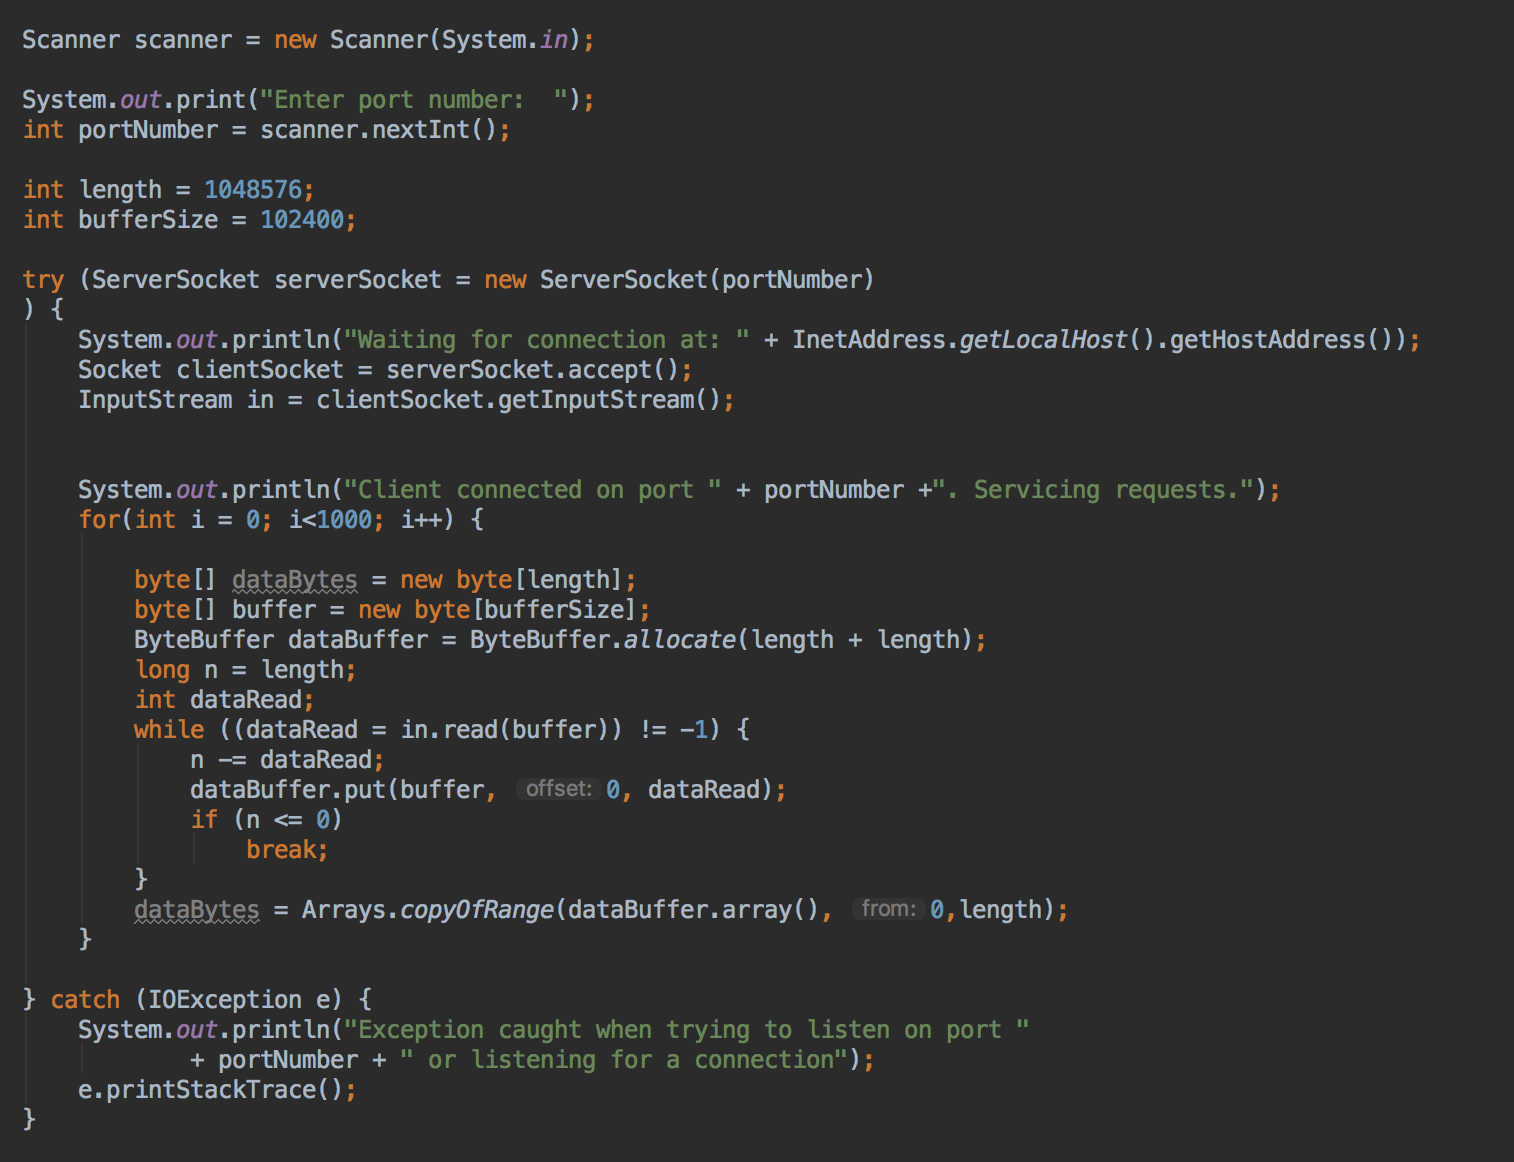 Scanner scanner = new Scanner(System.in);
System.out.print("Enter port number:  ");
int portNumber = scanner.nextInt();
int length = 1048576;
int bufferSize = 102400;
try (ServerSocket serverSocket = new ServerSocket(portNumber)
) {
System.out.println("Waiting for connection at: " + InetAddress.getLocalHost().getHostAddress());
Socket clientSocket = serverSocket.accept();
InputStream in = clientSocket.getInputStream();
System.out.println("Client connected on port " + portNumber +". Servicing requests.");
for(int i = 0; i<1000; i++) {
byte[] dataBytes = new byte[length];
byte[] buffer = new byte[bufferSize];
ByteBuffer dataBuffer = ByteBuffer.allocate(length + length);
long n = length;
int dataRead;
while ((dataRead = in.read(buffer)) != -1) {
n -= dataRead;
dataBuffer.put(buffer, offset: 0, dataRead);
if (n <= 0)
break;
}
dataBytes = Arrays.copyOfRange(dataBuffer.array(), from: 0,length);
}
} catch (IOException e) {
System.out.println("Exception caught when trying to listen on port "
+ portNumber + " or listening for a connection");
e.printStackTrace();
}